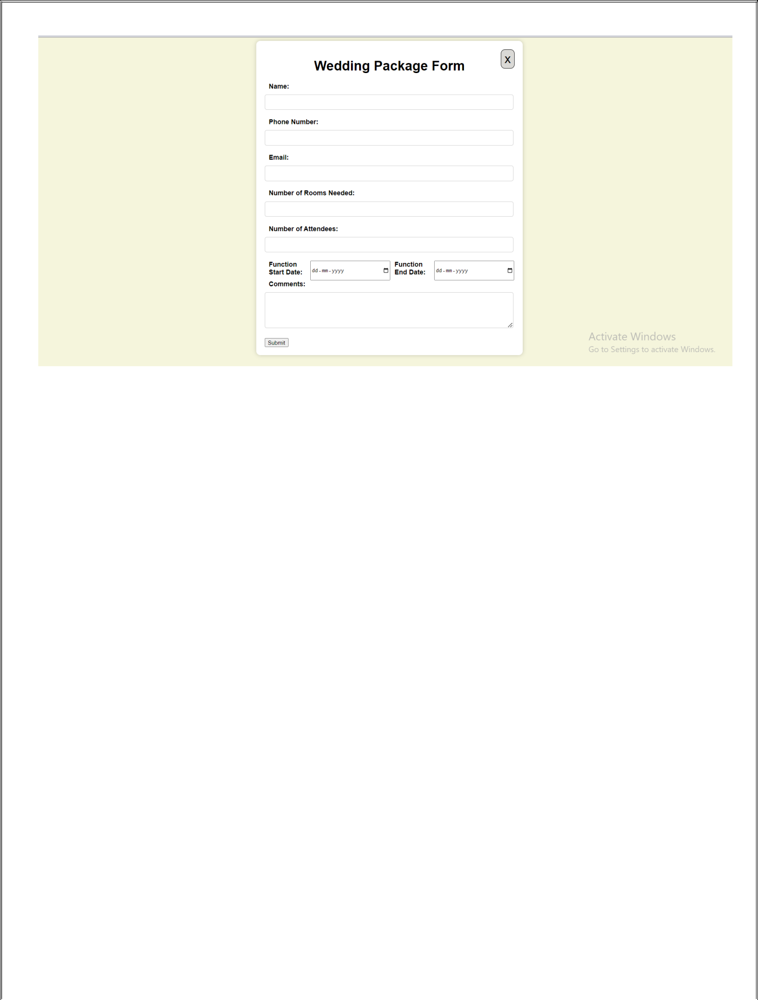 X
Wedding Package Form
Name:
Phone Number:
Email:
Number of Rooms Needed:
Number of Attendees:
Function Start Date: dd-mm-yyyy Function End Date: dd-mm-yyyy
Comments:
Submit
Activate Windows
Go to Settings to activate Windows.